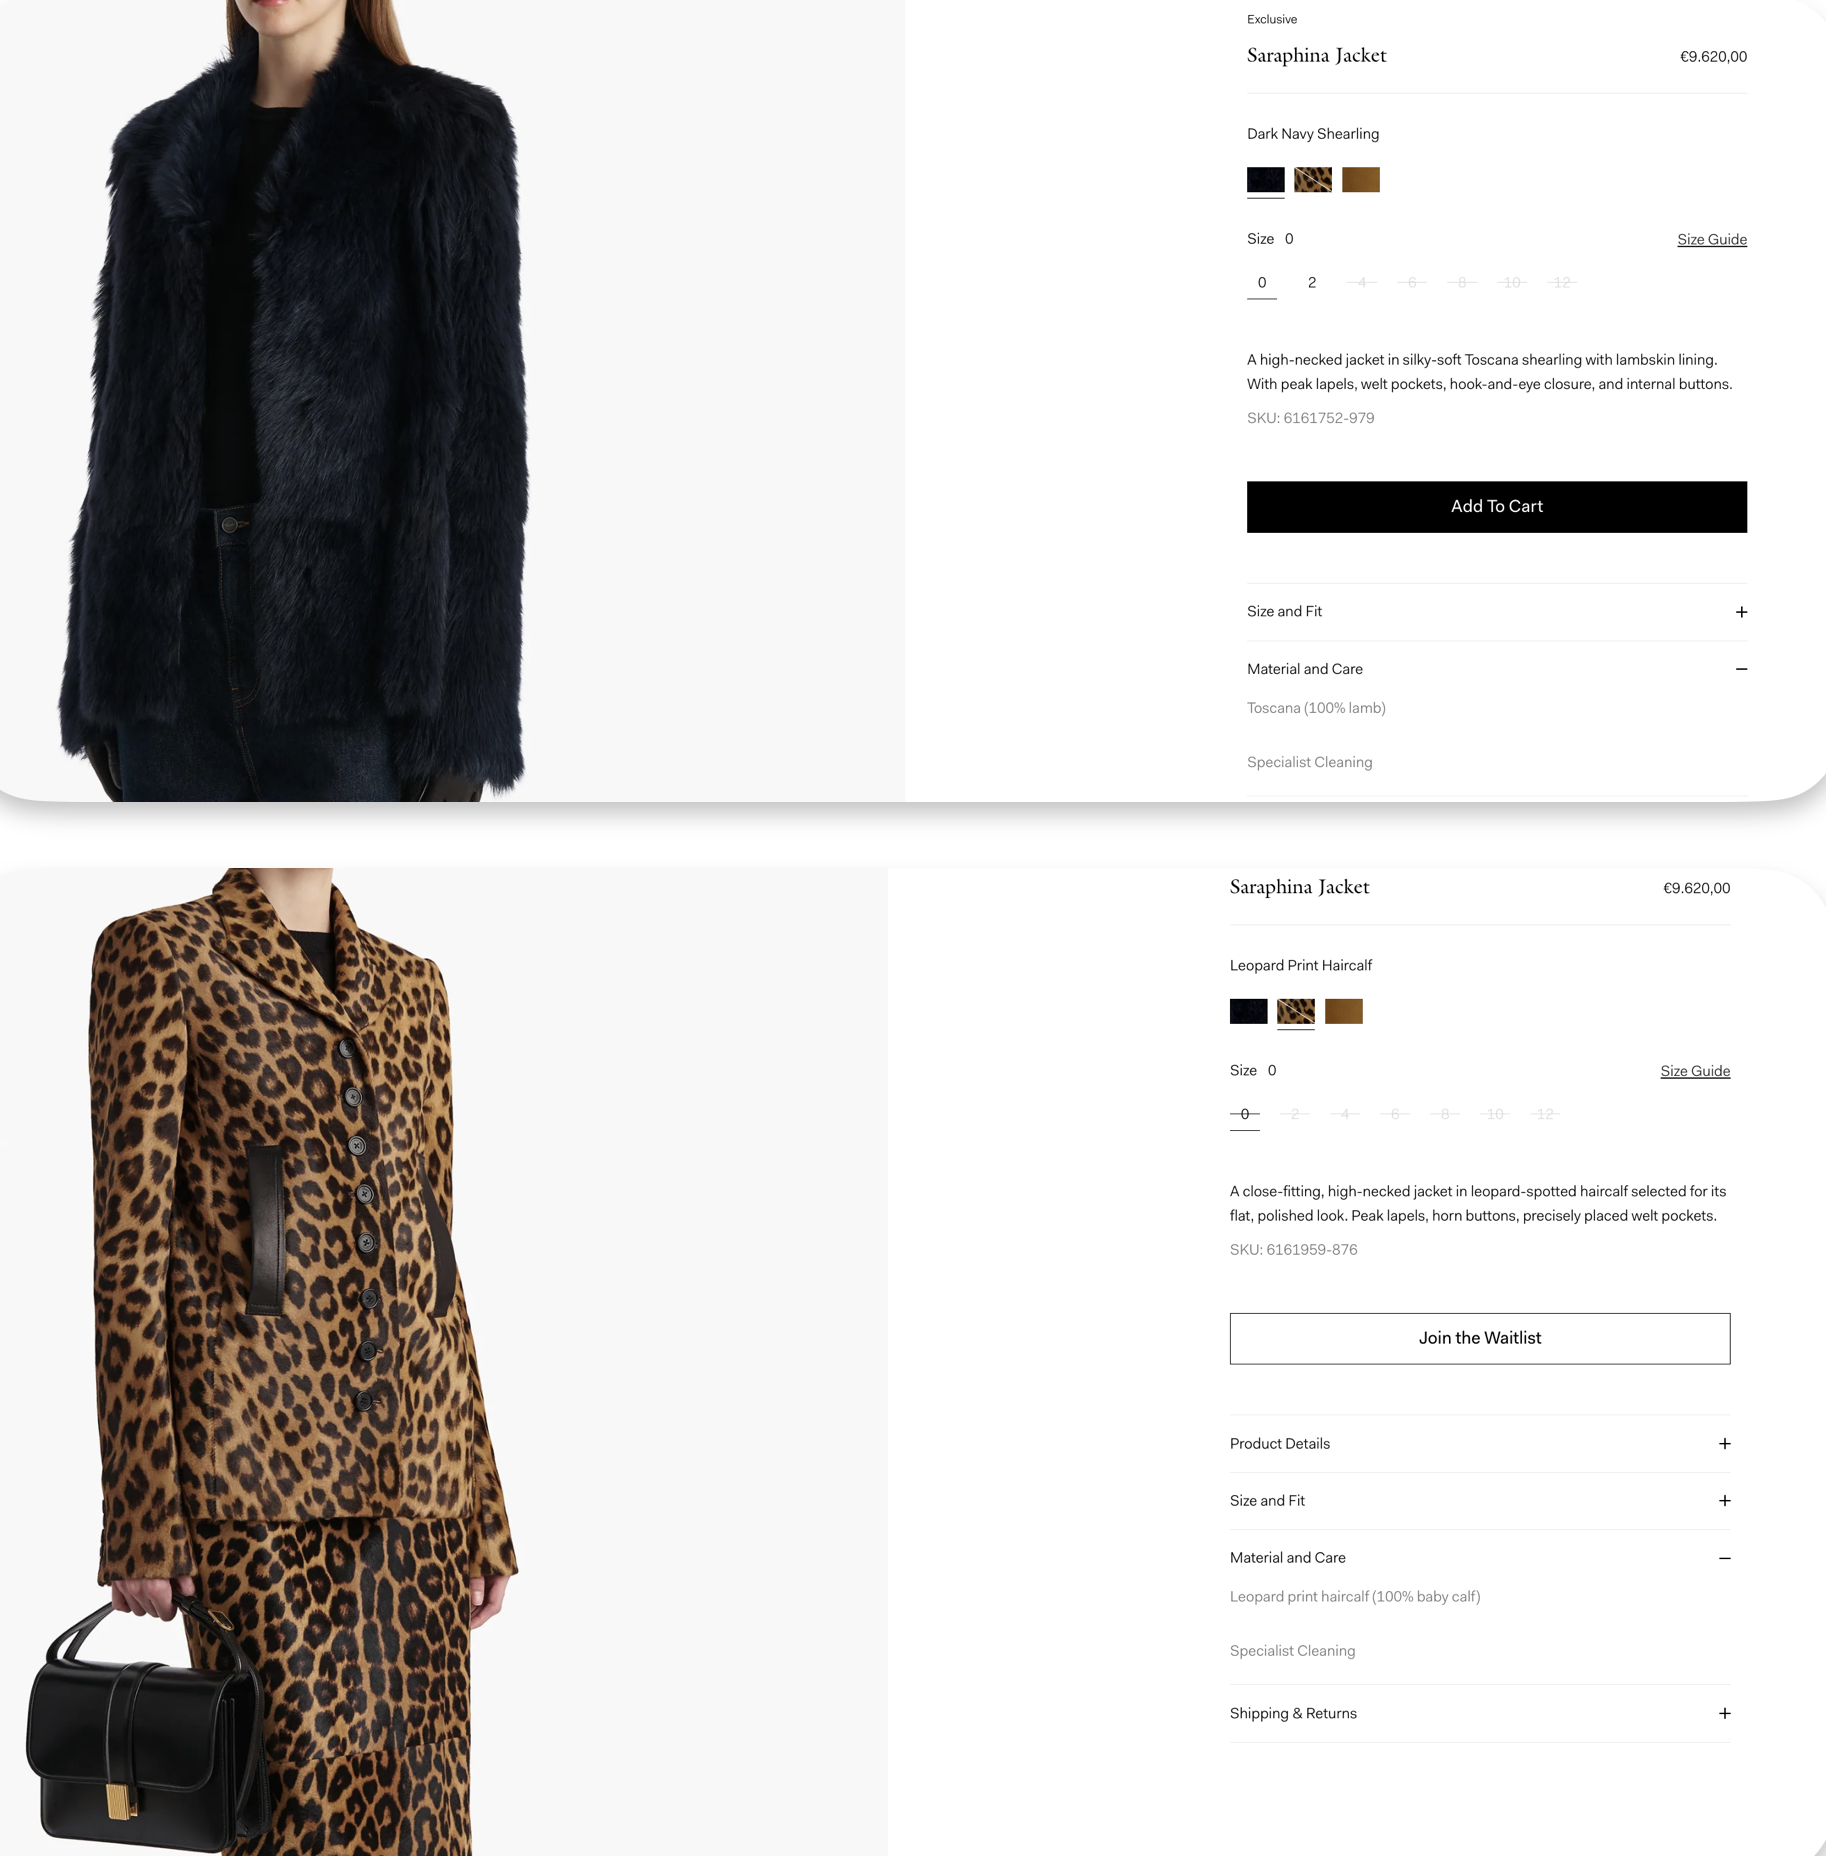 Exclusive
Saraphina Jacket €9.620,00
Dark Navy Shearling
Size 0 Size Guide
0 2 4 6 8 10 12
A high-necked jacket in silky-soft Toscana shearling with lambskin lining.
With peak lapels, welt pockets, hook-and-eye closure, and internal buttons.
SKU: 6161752-979
Add To Cart
Size and Fit +
Material and Care −
Toscana (100% lamb)
Specialist Cleaning
Saraphina Jacket €9.620,00
Leopard Print Haircalf
Size 0 Size Guide
0 2 4 6 8 10 12
A close-fitting, high-necked jacket in leopard-spotted haircalf selected for its
flat, polished look. Peak lapels, horn buttons, precisely placed welt pockets.
SKU: 6161959-876
Join the Waitlist
Product Details +
Size and Fit +
Material and Care −
Leopard print haircalf (100% baby calf)
Specialist Cleaning
Shipping & Returns +